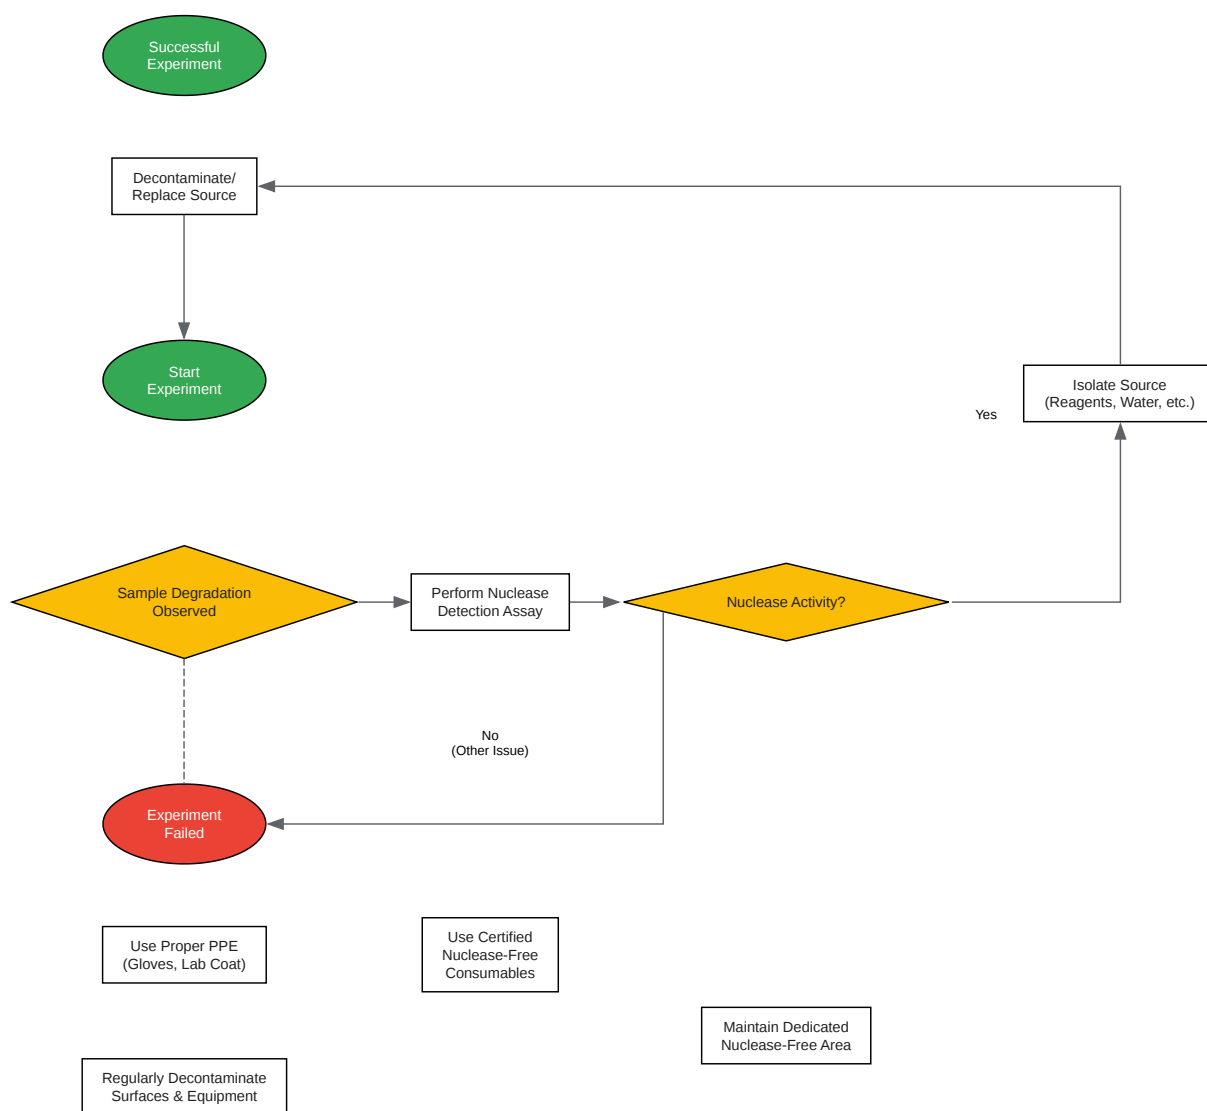 Successful
Experiment
Decontaminate/
Replace Source
Start
Experiment
Isolate Source
(Reagents, Water, etc.)
Yes
Sample Degradation
Observed
Perform Nuclease
Detection Assay
Nuclease Activity?
No
(Other Issue)
Experiment
Failed
Use Proper PPE
(Gloves, Lab Coat)
Use Certified
Nuclease-Free
Consumables
Maintain Dedicated
Nuclease-Free Area
Regularly Decontaminate
Surfaces & Equipment